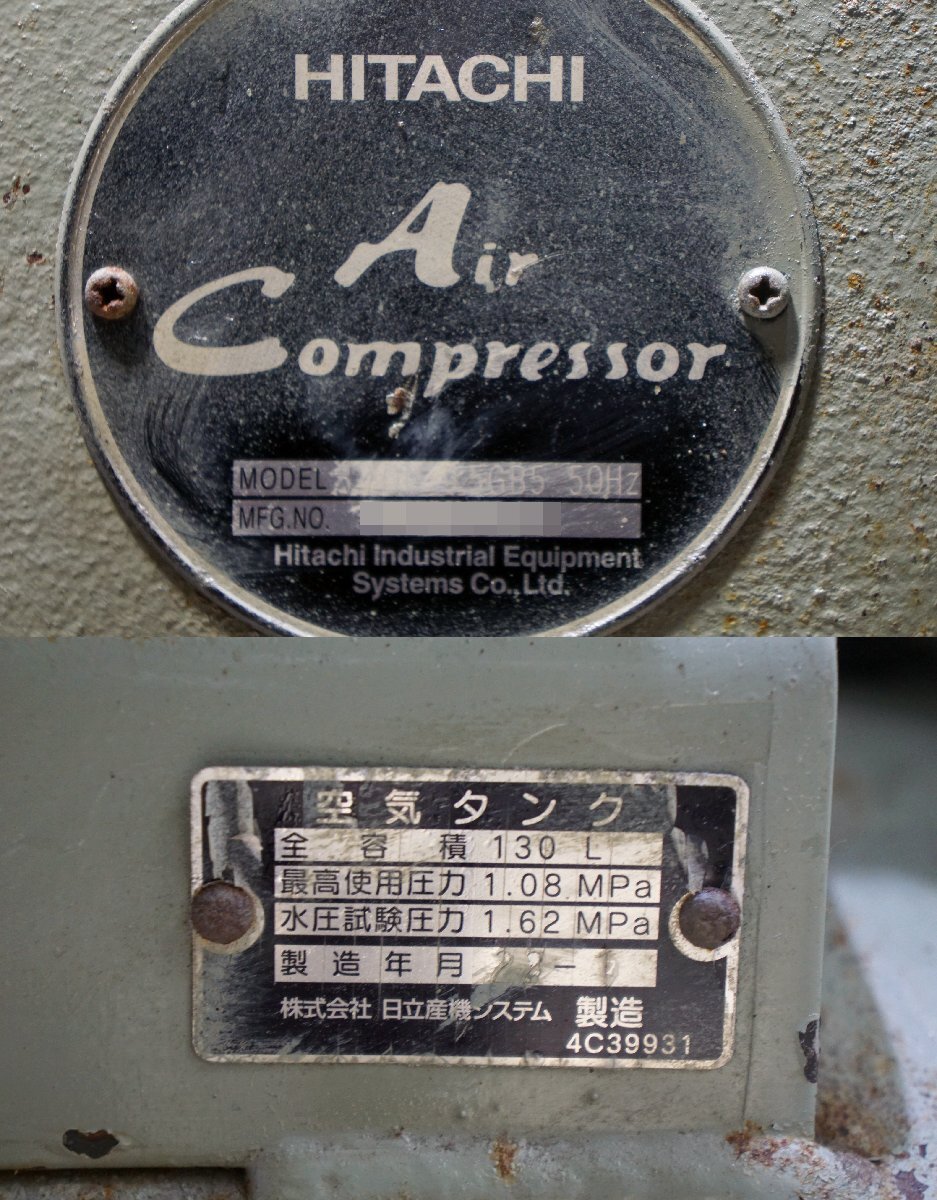 HITACHI
Air
Compressor
MODEL 5GB5 50Hz
MFG.NO.
Hitachi Industrial Equipment
Systems Co.,Ltd.
空気タンク
全容積 130 L
最高使用圧力 1.08 MPa
水圧試験圧力 1.62 MPa
製造年月 -
株式会社 日立産機システム 製造
4C39931